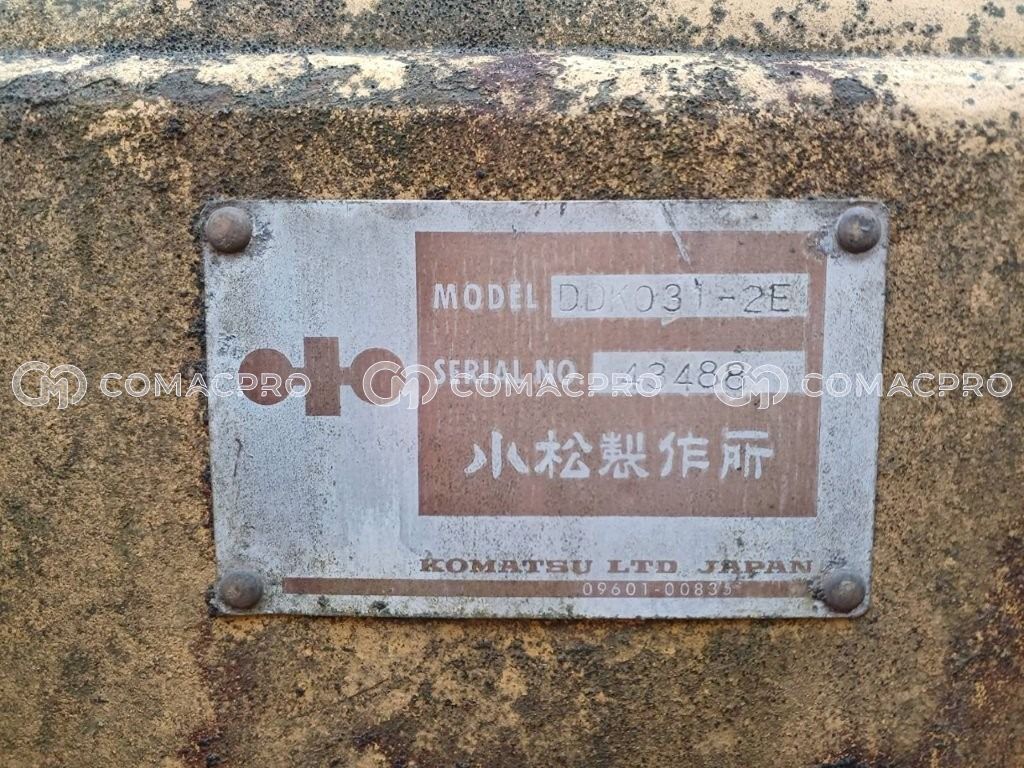 MODEL DDK031-2E
SERIAL NO. 43488
小松製作所
KOMATSU LTD JAPAN
09601-00835
COMACPRO COMACPRO COMACPRO